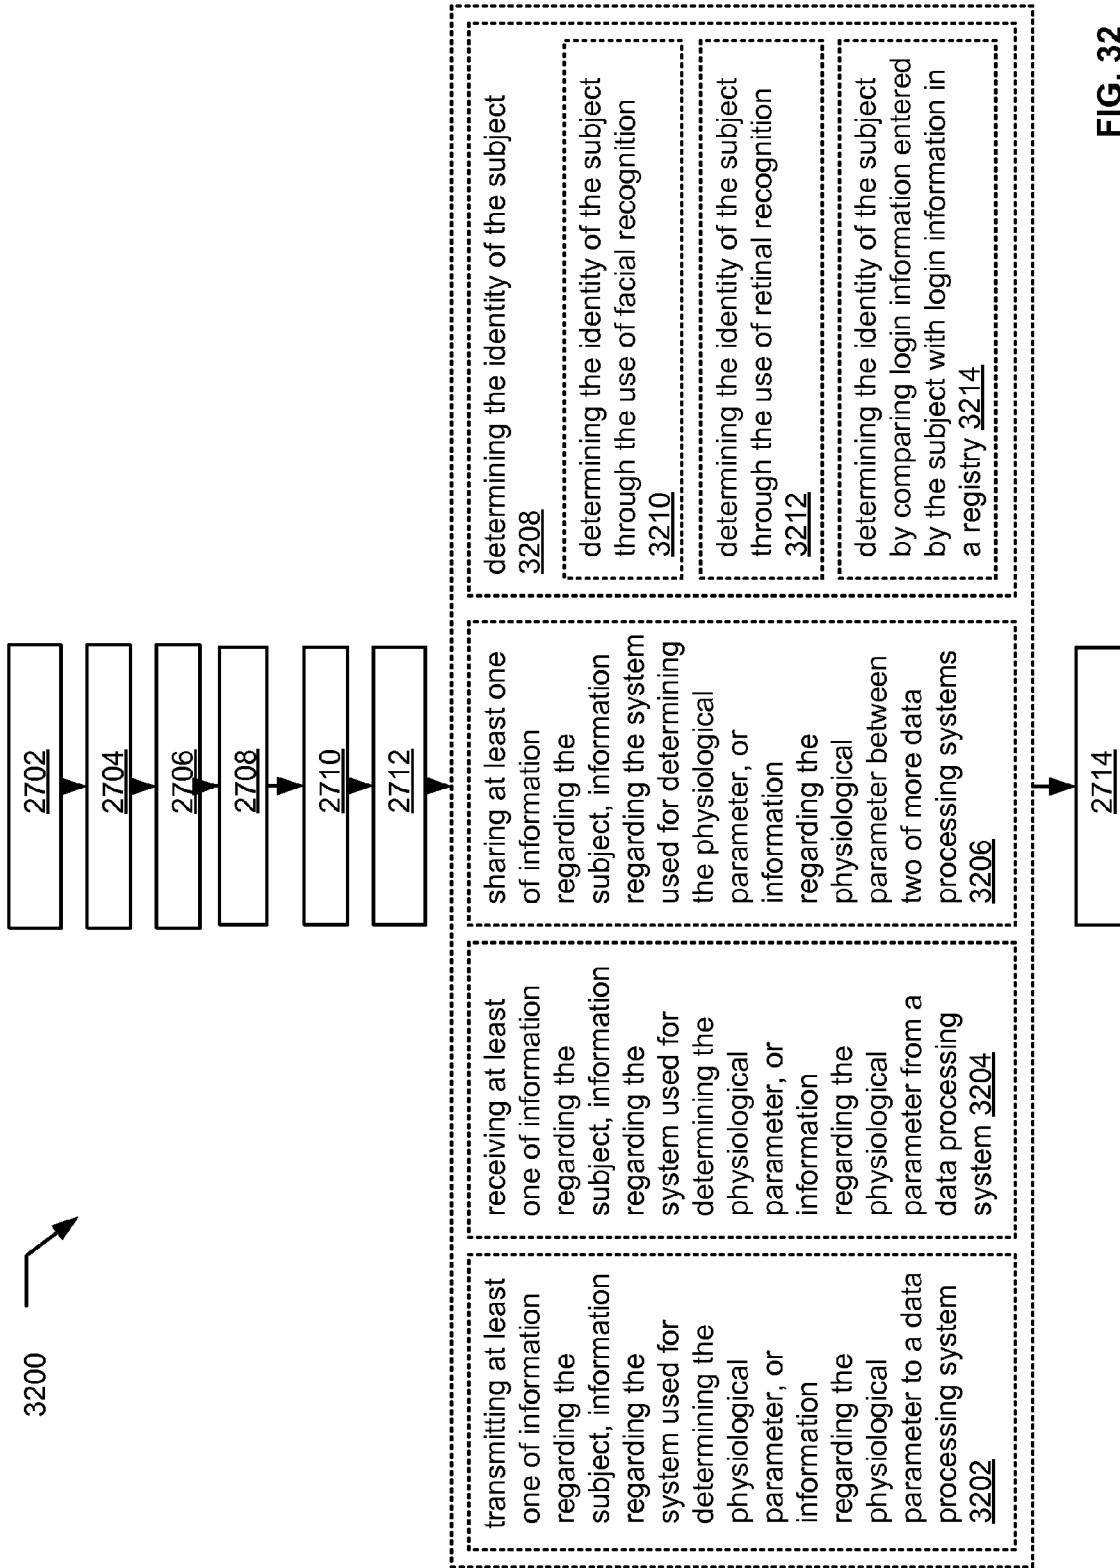 3200
2702
2704
2706
2708
2710
2712
transmitting at least
one of information
regarding the
subject, information
regarding the
system used for
determining the
physiological
parameter, or
information
regarding the
physiological
parameter to a data
processing system
3202
receiving at least
one of information
regarding the
subject, information
regarding the
system used for
determining the
physiological
parameter, or
information
regarding the
physiological
parameter from a
data processing
system 3204
sharing at least one
of information
regarding the
subject, information
regarding the system
used for determining
the physiological
parameter, or
information
regarding the
physiological
parameter between
two of more data
processing systems
3206
determining the identity of the subject
3208
determining the identity of the subject
through the use of facial recognition
3210
determining the identity of the subject
through the use of retinal recognition
3212
determining the identity of the subject
by comparing login information entered
by the subject with login information in
a registry 3214
2714
FIG. 32